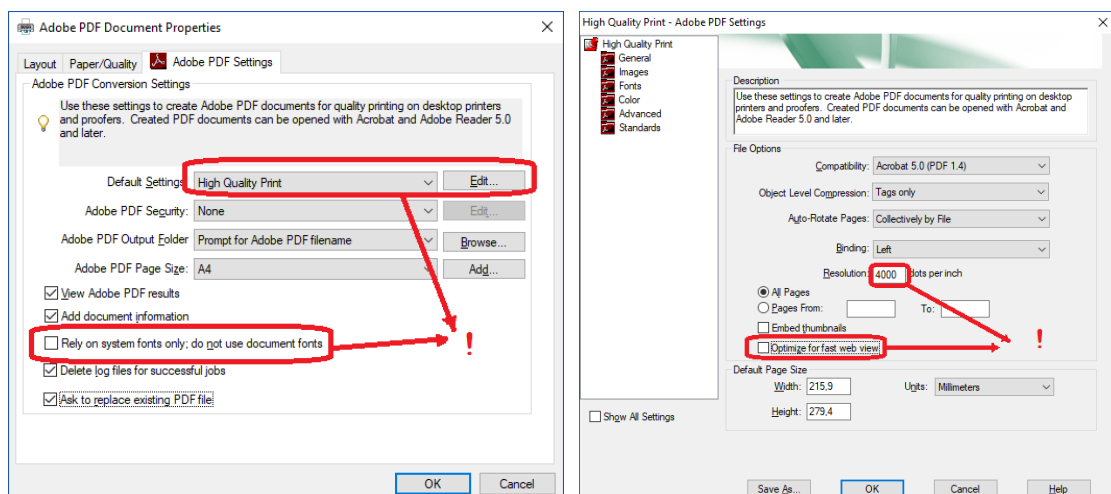 Adobe PDF Document Properties
Layout Paper/Quality Adobe PDF Settings
Adobe PDF Conversion Settings
Use these settings to create Adobe PDF documents for quality printing on desktop printers
and proofers. Created PDF documents can be opened with Acrobat and Adobe Reader 5.0
and later.
Default Settings: High Quality Print Edit...
Adobe PDF Security: None Edit...
Adobe PDF Output Folder Prompt for Adobe PDF filename Browse...
Adobe PDF Page Size: A4 Add...
View Adobe PDF results
Add document information
Rely on system fonts only; do not use document fonts
!
Delete log files for successful jobs
Ask to replace existing PDF file
OK Cancel
High Quality Print - Adobe PDF Settings
High Quality Print
General
Images
Fonts
Color
Advanced
Standards
Show All Settings
Description
Use these settings to create Adobe PDF documents for quality printing on desktop
printers and proofers. Created PDF documents can be opened with Acrobat and
Adobe Reader 5.0 and later.
File Options
Compatibility: Acrobat 5.0 (PDF 1.4)
Object Level Compression: Tags only
Auto-Rotate Pages: Collectively by File
Binding: Left
Resolution: 4000 dots per inch
All Pages
Pages From: To:
Embed thumbnails
Optimize for fast web view
!
Default Page Size
Width: 215,9 Units: Millimeters
Height: 279,4
Save As... OK Cancel Help